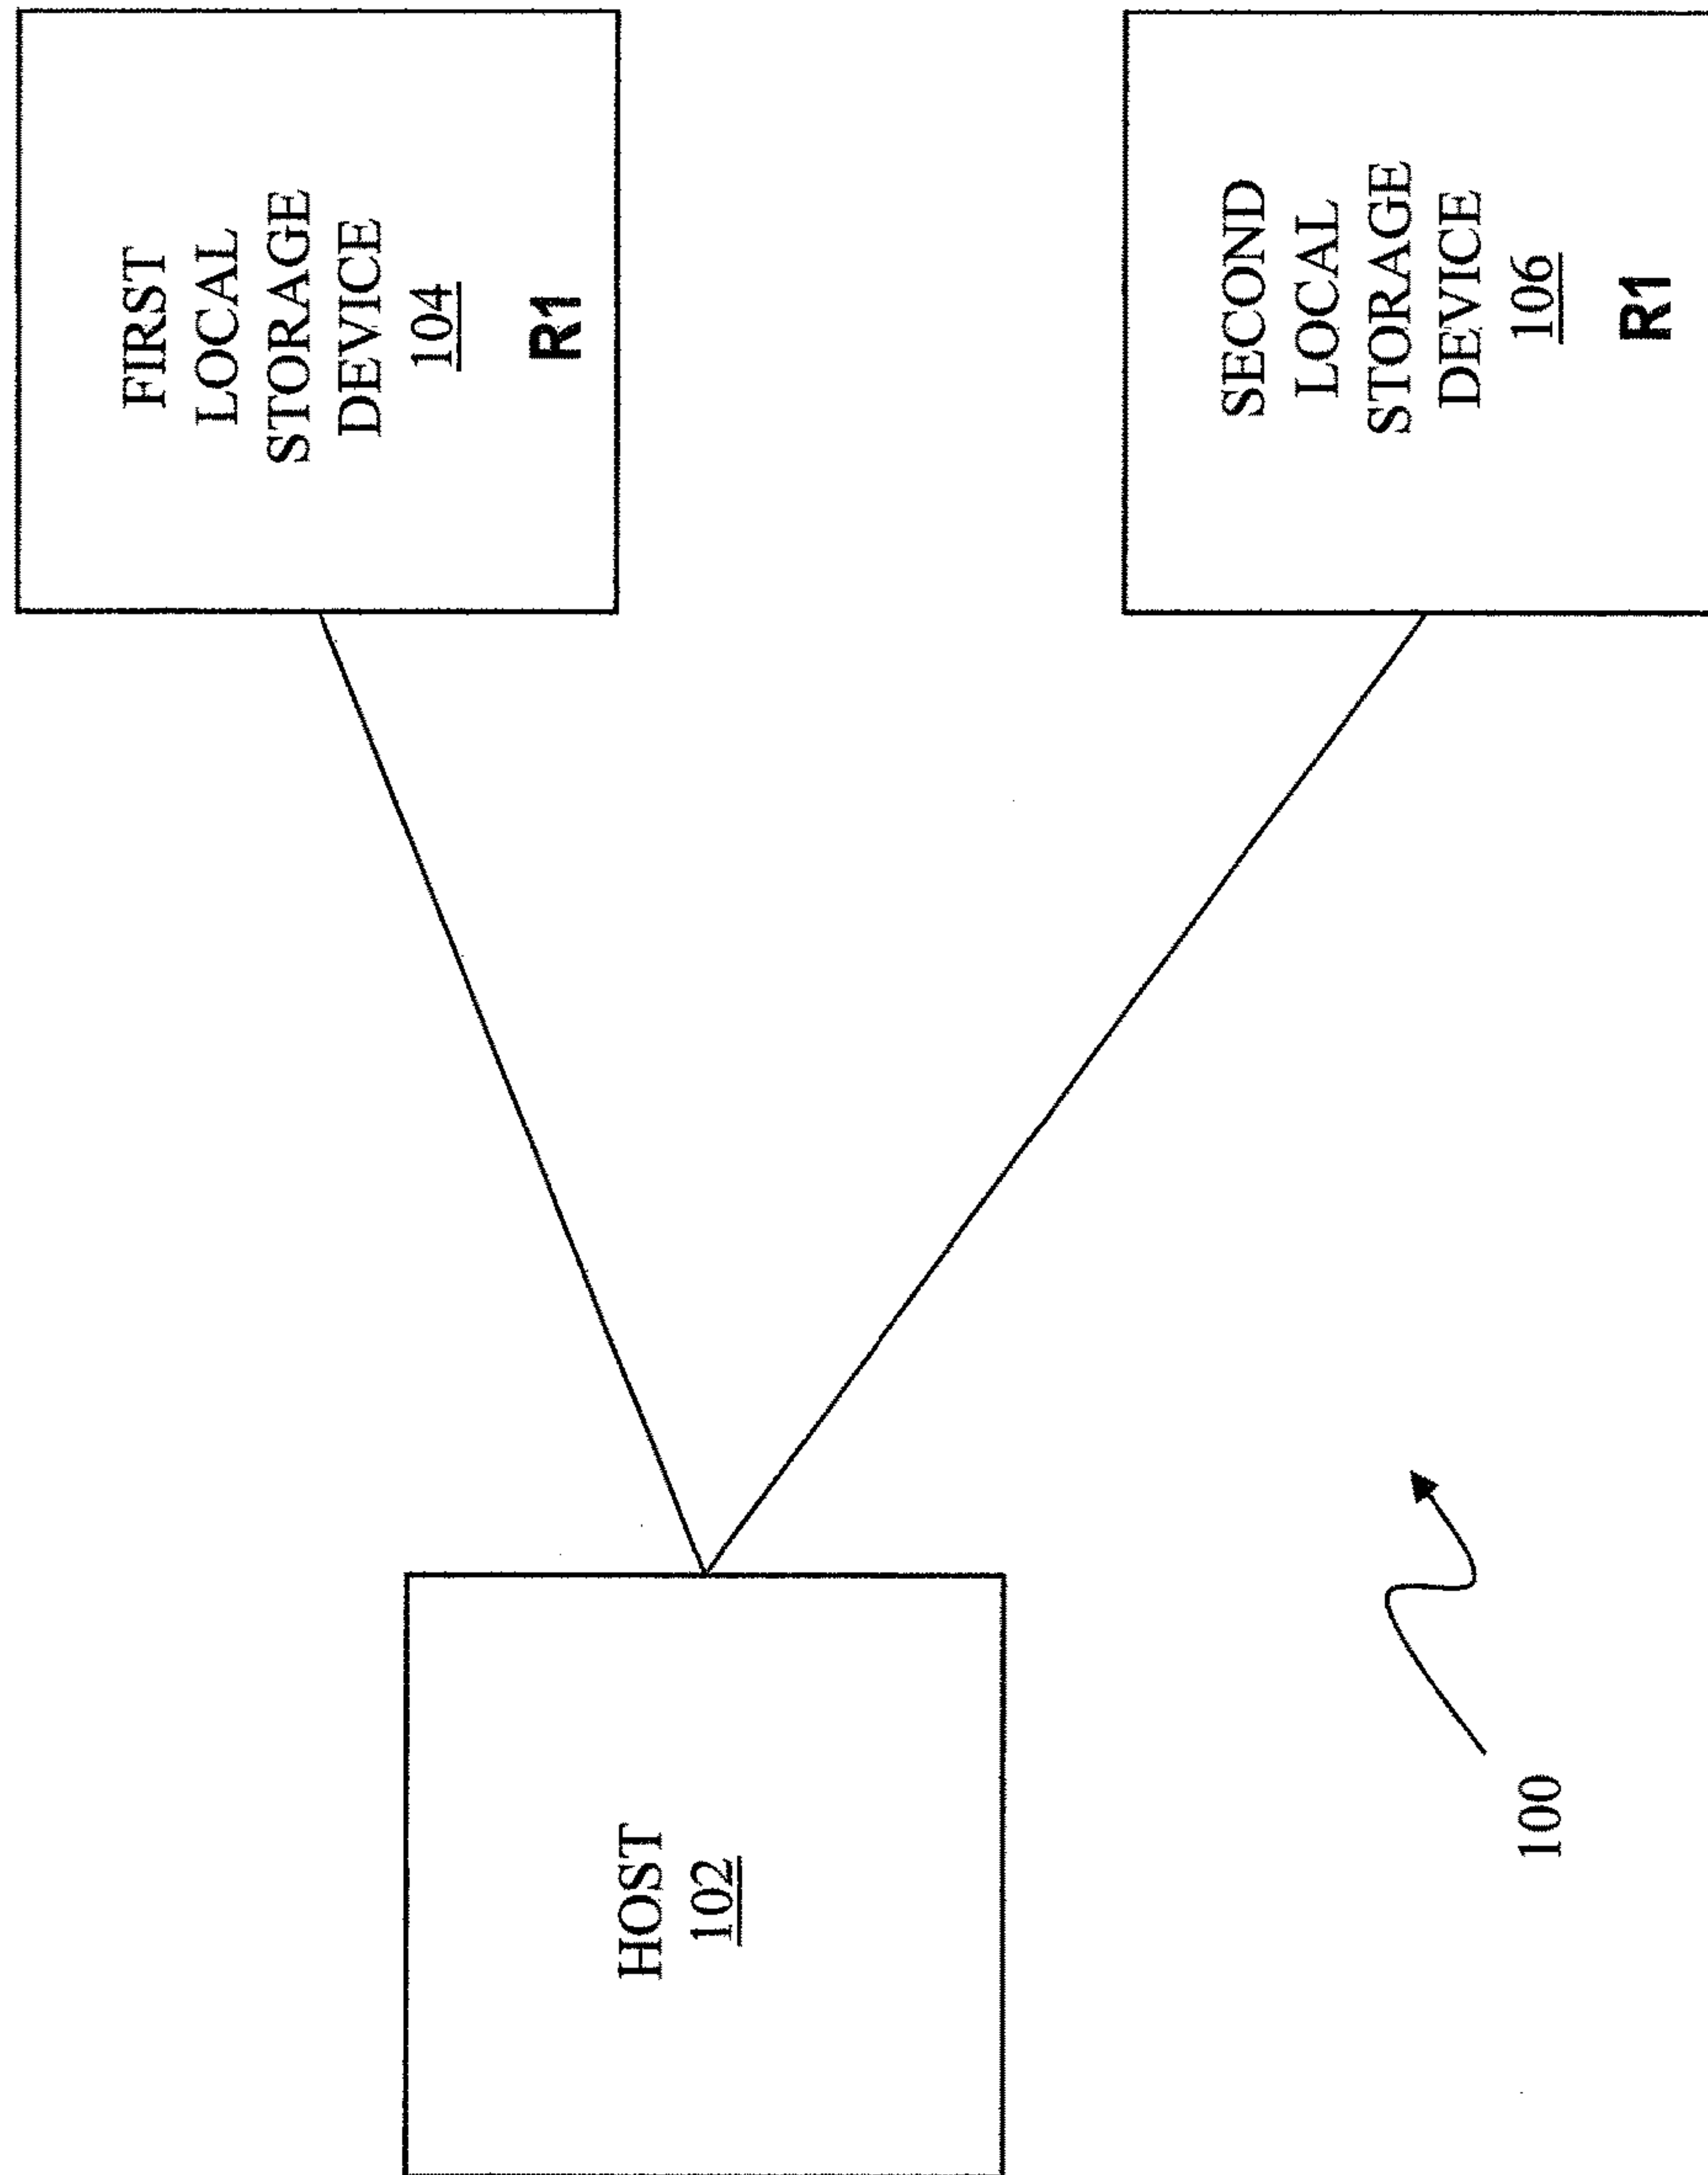 FIRST
LOCAL
STORAGE
DEVICE
104
R1
HOST
102
SECOND
LOCAL
STORAGE
DEVICE
106
R1
100